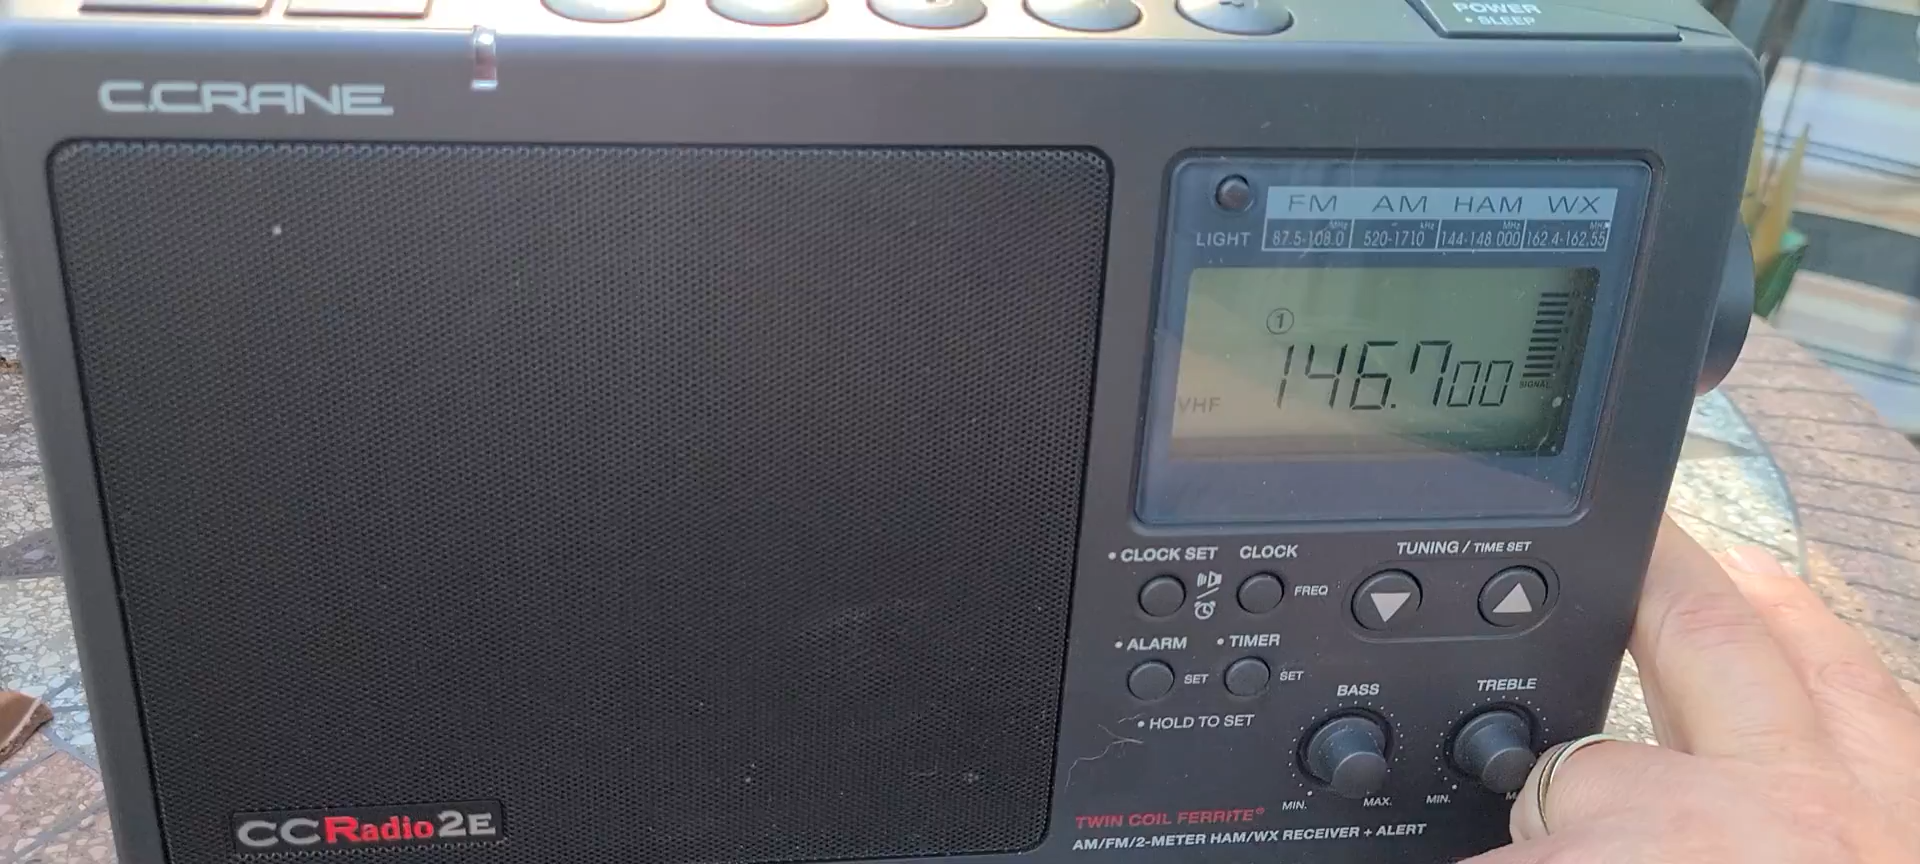 POWER
• SLEEP
C.CRANE
FM AM HAM WX
MHz kHz MHz MHz
LIGHT 87.5-108.0 520-1710 144-148.000 162.4-162.55
1
146.700
SIGNAL
VHF
• CLOCK SET CLOCK TUNING / TIME SET
FREQ
• ALARM • TIMER
SET SET
BASS TREBLE
• HOLD TO SET
MIN. MAX. MIN.
CCRadio 2E
TWIN COIL FERRITE®
AM/FM/2-METER HAM/WX RECEIVER + ALERT